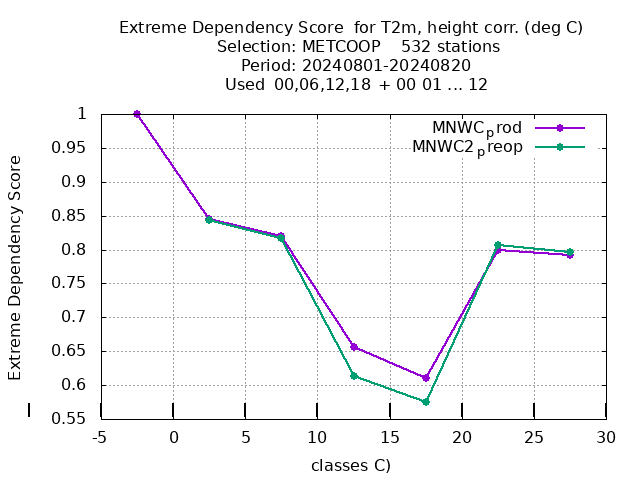 Extreme Dependency Score  for T2m, height corr. (deg C)
Selection: METCOOP    532 stations
Period: 20240801-20240820
Used  00,06,12,18 + 00 01 ... 12
MNWCprod
MNWC2preop
Extreme Dependency Score
1
0.95
0.9
0.85
0.8
0.75
0.7
0.65
0.6
0.55
-5 0 5 10 15 20 25 30
classes C)